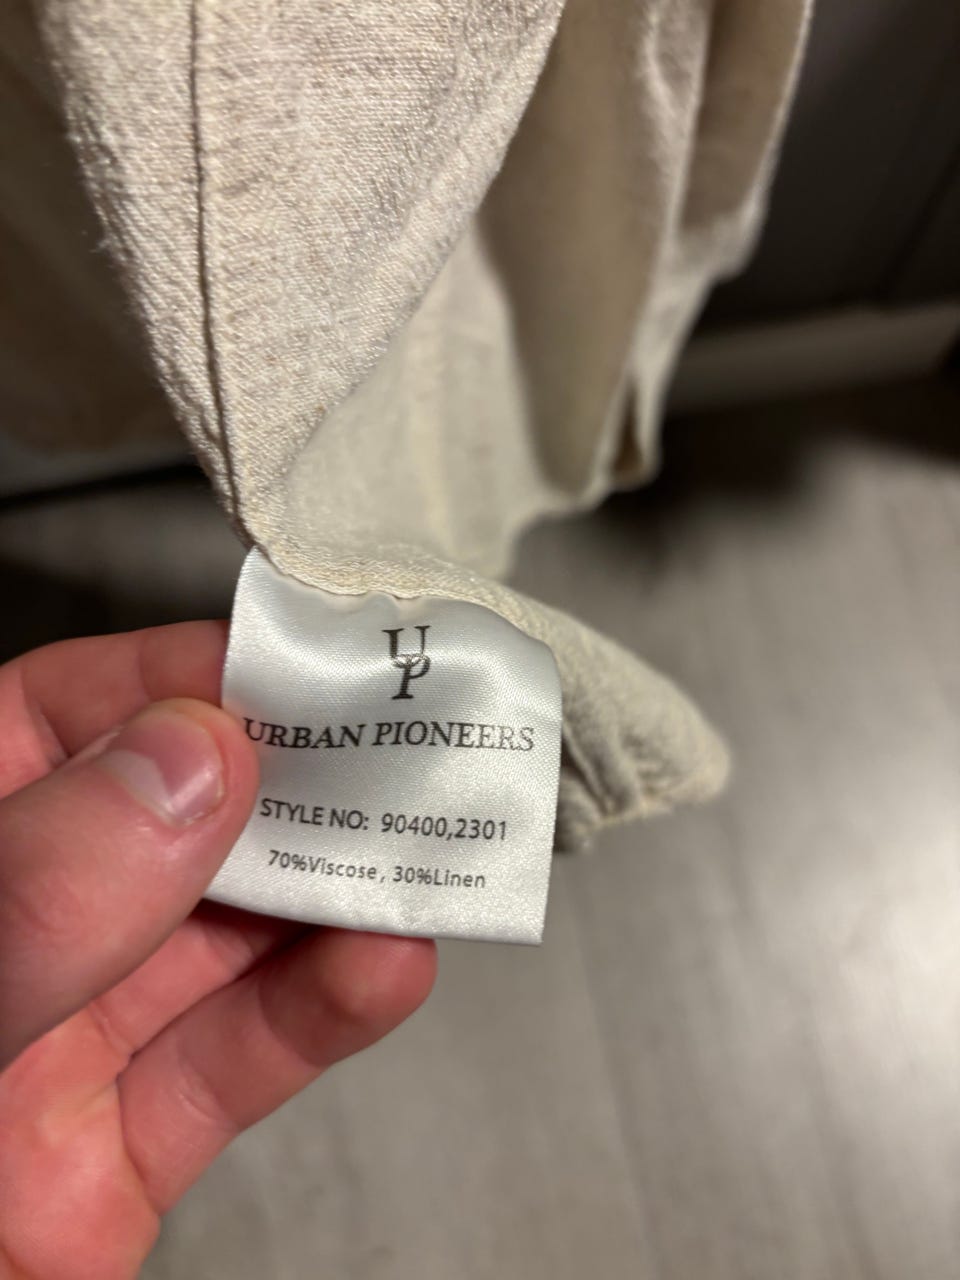 UP
URBAN PIONEERS
STYLE NO: 90400,2301
70%Viscose, 30%Linen